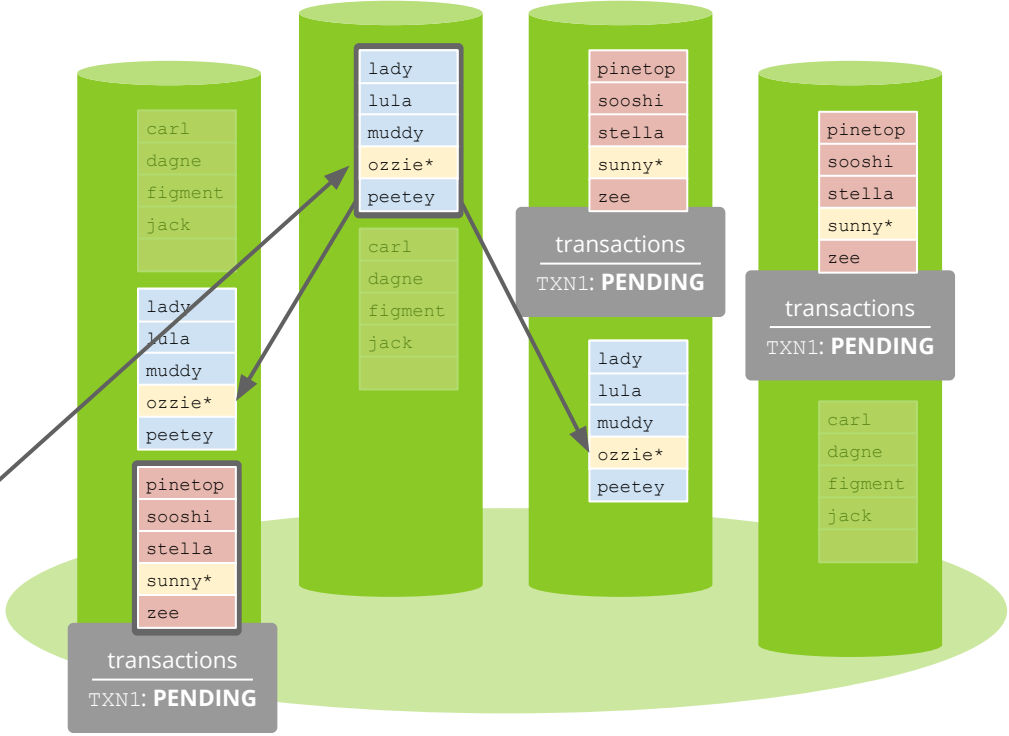 carl
dagne
figment
jack
lady
lula
muddy
ozzie*
peetey
pinetop
sooshi
stella
sunny*
zee
transactions
TXN1: PENDING
lady
lula
muddy
ozzie*
peetey
carl
dagne
figment
jack
pinetop
sooshi
stella
sunny*
zee
transactions
TXN1: PENDING
lady
lula
muddy
ozzie*
peetey
pinetop
sooshi
stella
sunny*
zee
transactions
TXN1: PENDING
carl
dagne
figment
jack